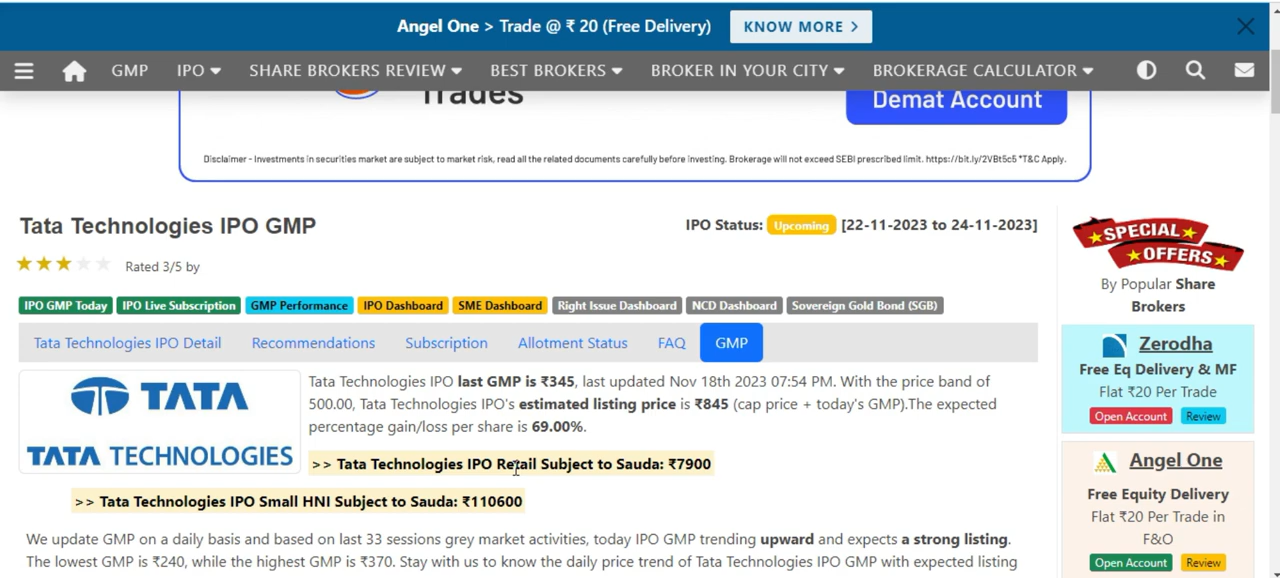 Angel One > Trade @ ₹ 20 (Free Delivery) KNOW MORE >
GMP IPO SHARE BROKERS REVIEW BEST BROKERS BROKER IN YOUR CITY BROKERAGE CALCULATOR
Trades Demat Account
Disclaimer - Investments in securities market are subject to market risk, read all the related documents carefully before investing. Brokerage will not exceed SEBI prescribed limit. https://bit.ly/2VBt5c5 *T&C Apply.
Tata Technologies IPO GMP
IPO Status: Upcoming [22-11-2023 to 24-11-2023]
Rated 3/5 by
IPO GMP Today IPO Live Subscription GMP Performance IPO Dashboard SME Dashboard Right Issue Dashboard NCD Dashboard Sovereign Gold Bond (SGB)
Tata Technologies IPO Detail Recommendations Subscription Allotment Status FAQ GMP
TATA
TATA TECHNOLOGIES
Tata Technologies IPO last GMP is ₹345, last updated Nov 18th 2023 07:54 PM. With the price band of
500.00, Tata Technologies IPO's estimated listing price is ₹845 (cap price + today's GMP).The expected
percentage gain/loss per share is 69.00%.
>> Tata Technologies IPO Retail Subject to Sauda: ₹7900
>> Tata Technologies IPO Small HNI Subject to Sauda: ₹110600
We update GMP on a daily basis and based on last 33 sessions grey market activities, today IPO GMP trending upward and expects a strong listing.
The lowest GMP is ₹240, while the highest GMP is ₹370. Stay with us to know the daily price trend of Tata Technologies IPO GMP with expected listing
SPECIAL
OFFERS
By Popular Share
Brokers
Zerodha
Free Eq Delivery & MF
Flat ₹20 Per Trade
Open Account Review
Angel One
Free Equity Delivery
Flat ₹20 Per Trade in
F&O
Open Account Review